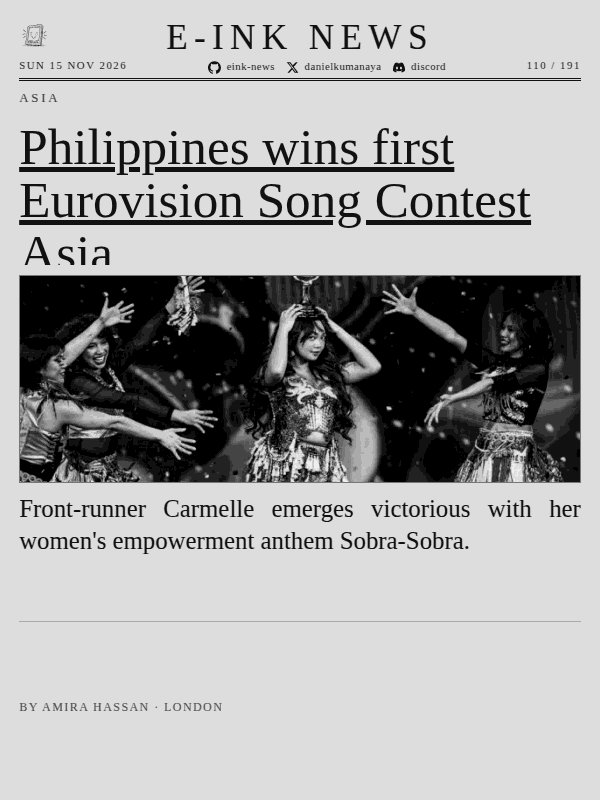 E-INK NEWS
SUN 15 NOV 2026
eink-news danielkumanaya discord
110 / 191
ASIA
Philippines wins first
Eurovision Song Contest
Asia
Front-runner Carmelle emerges victorious with her
women's empowerment anthem Sobra-Sobra.
BY AMIRA HASSAN · LONDON